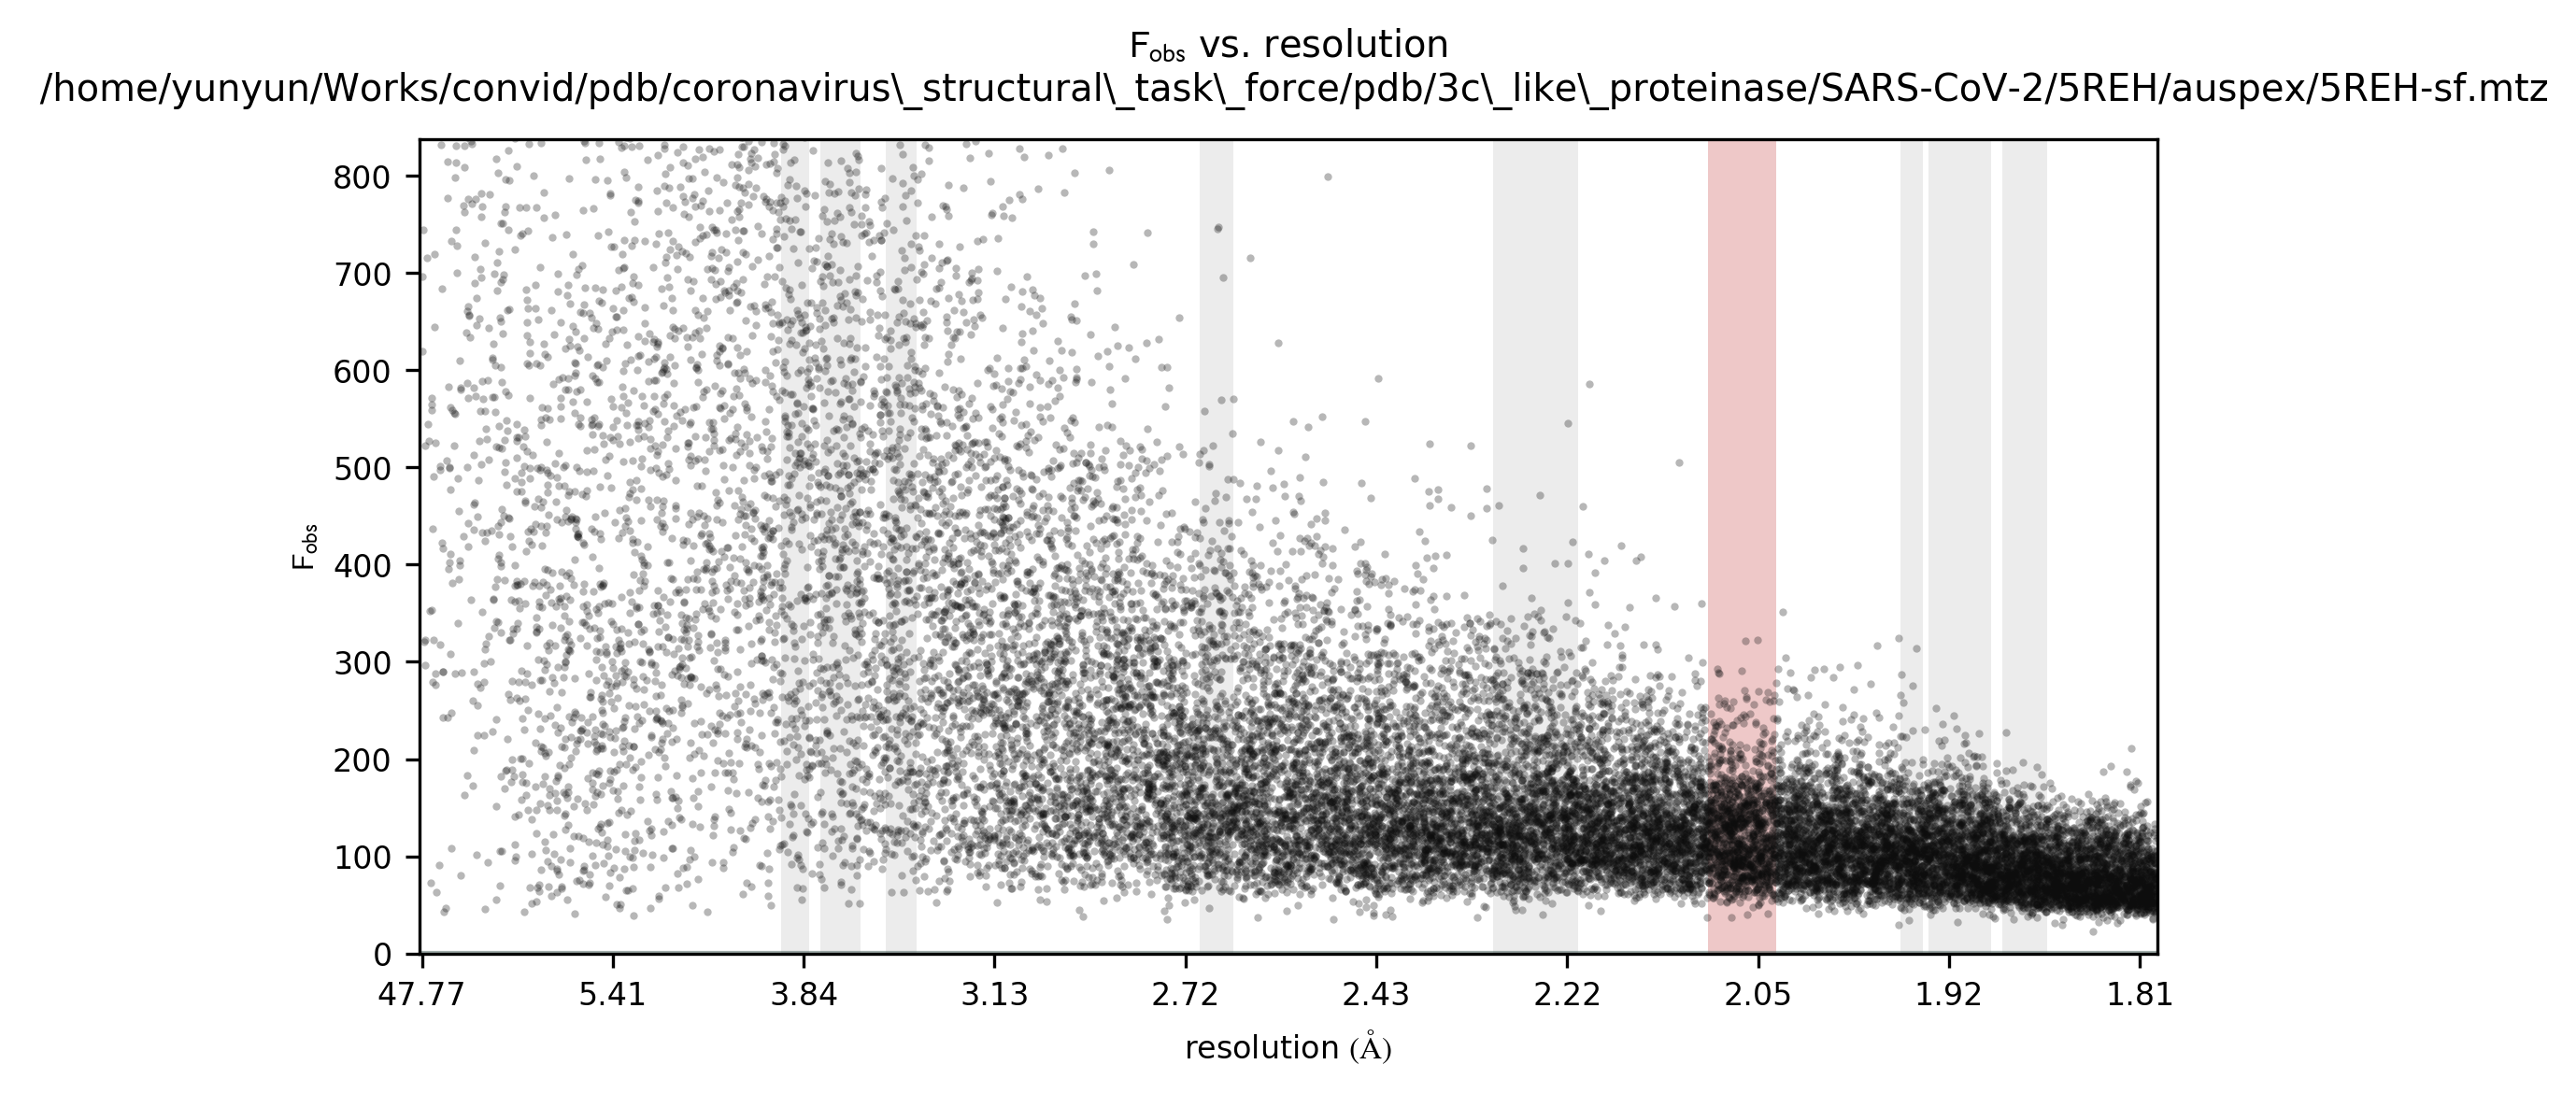 F_obs vs. resolution
/home/yunyun/Works/convid/pdb/coronavirus\_structural\_task\_force/pdb/3c\_like\_proteinase/SARS-CoV-2/5REH/auspex/5REH-sf.mtz
800
700
600
500
400
300
200
100
0
F_obs
47.77 5.41 3.84 3.13 2.72 2.43 2.22 2.05 1.92 1.81
resolution (Å)